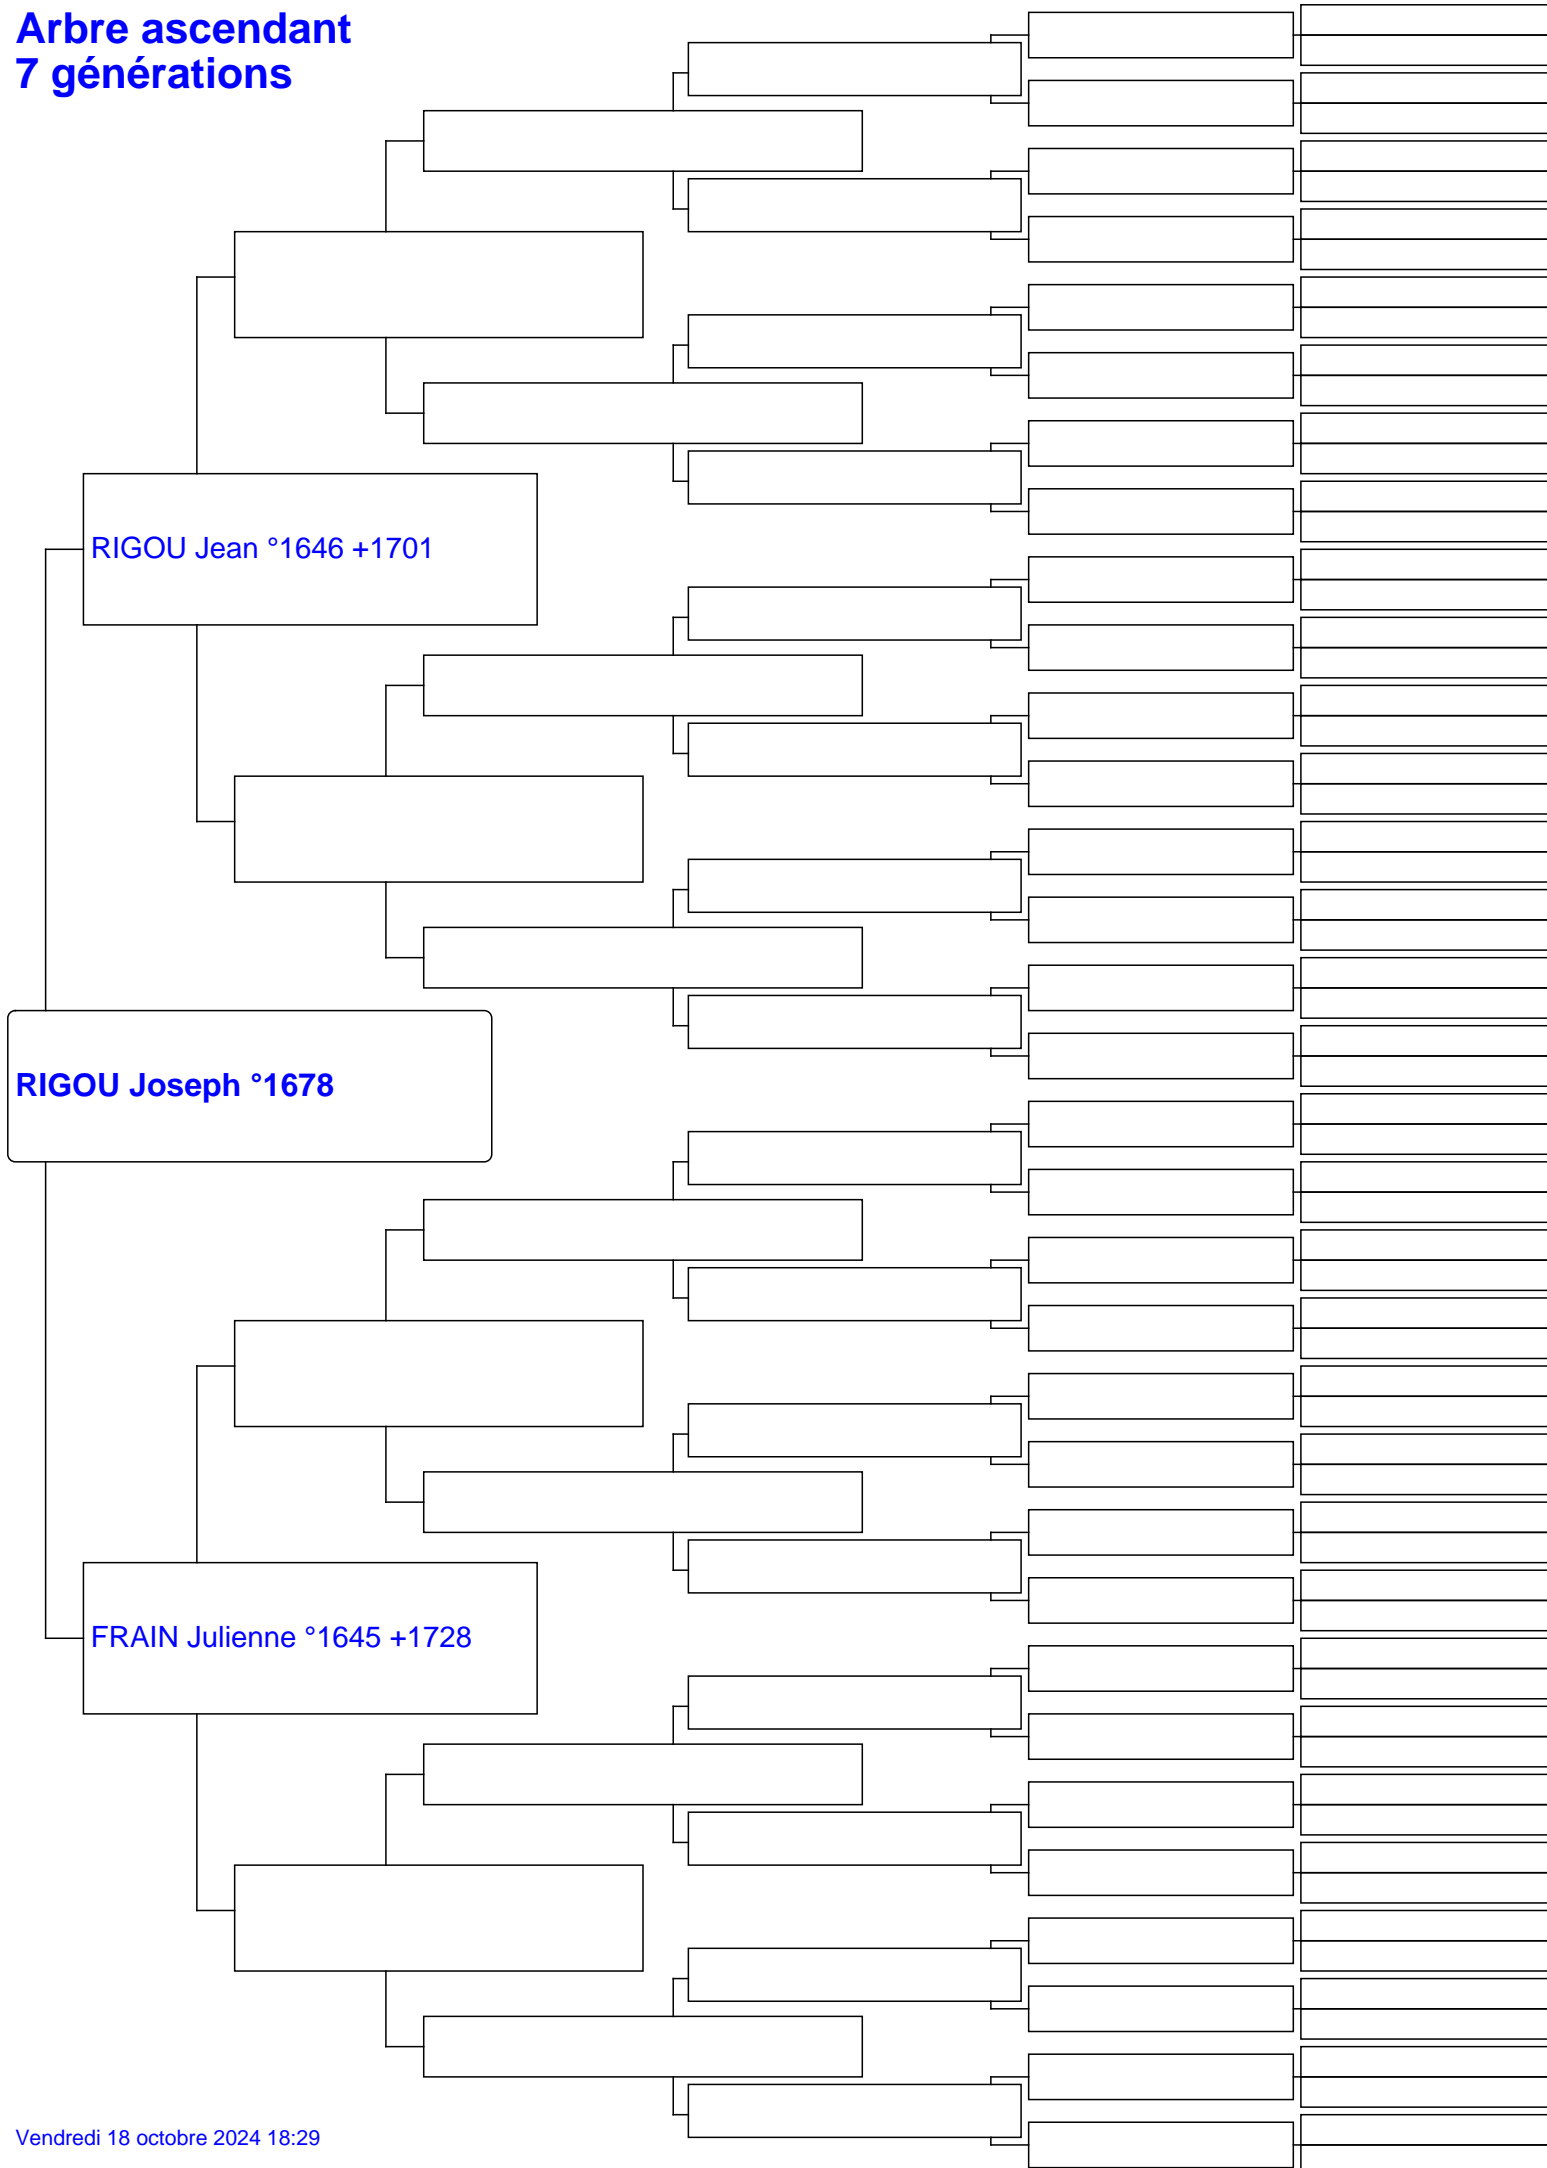 Arbre ascendant
7 générations
RIGOU Jean °1646 +1701
RIGOU Joseph °1678
FRAIN Julienne °1645 +1728
Vendredi 18 octobre 2024 18:29